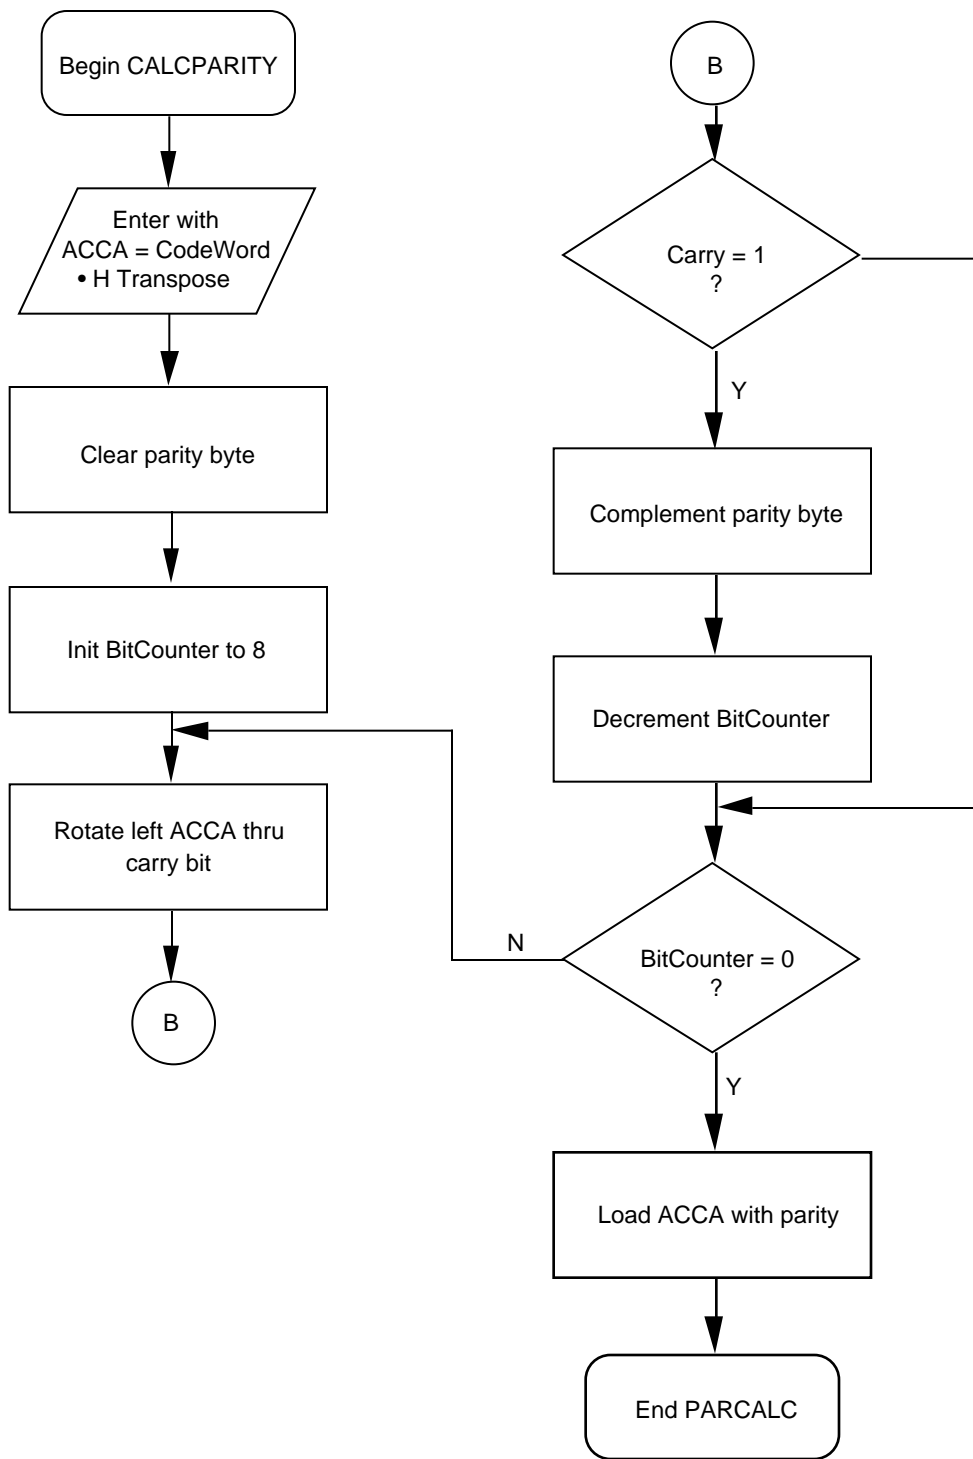 Begin CALCPARITY
Enter with
ACCA = CodeWord
• H Transpose
Clear parity byte
Init BitCounter to 8
Rotate left ACCA thru
carry bit
B
B
Carry = 1
?
Y
Complement parity byte
Decrement BitCounter
N
BitCounter = 0
?
Y
Load ACCA with parity
End PARCALC